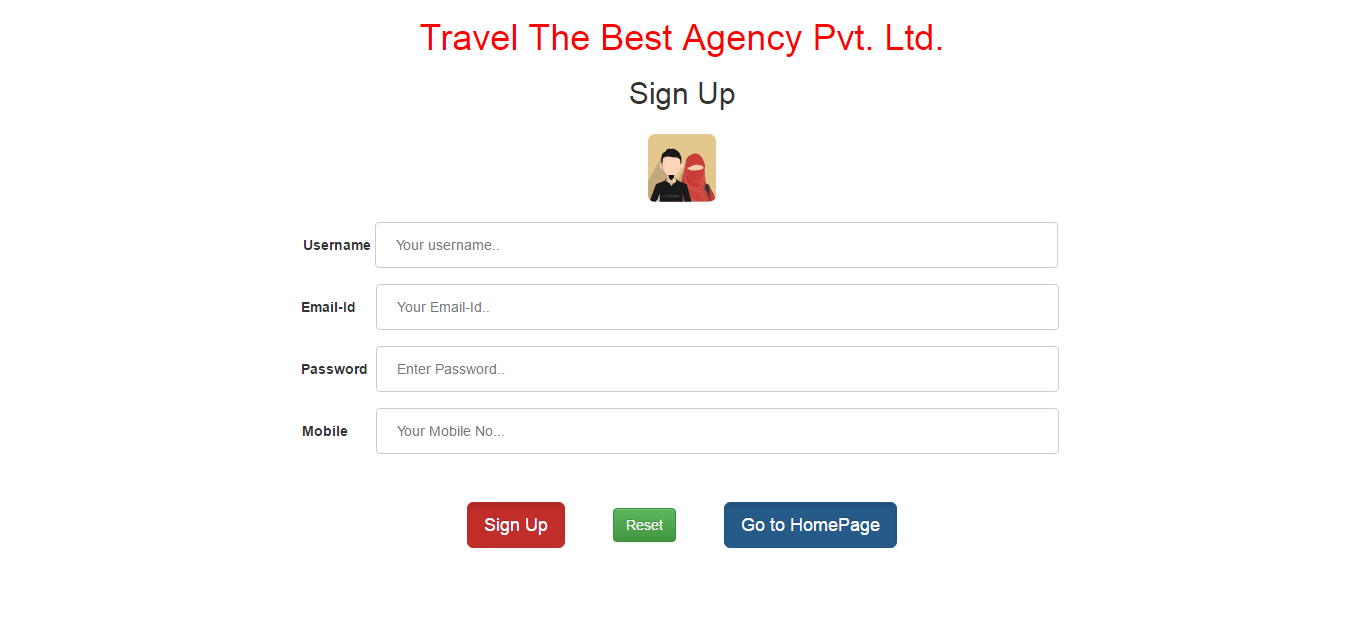 Travel The Best Agency Pvt. Ltd.
Sign Up
Username Your username..
Email-Id Your Email-Id..
Password Enter Password..
Mobile Your Mobile No...
Sign Up Reset Go to HomePage